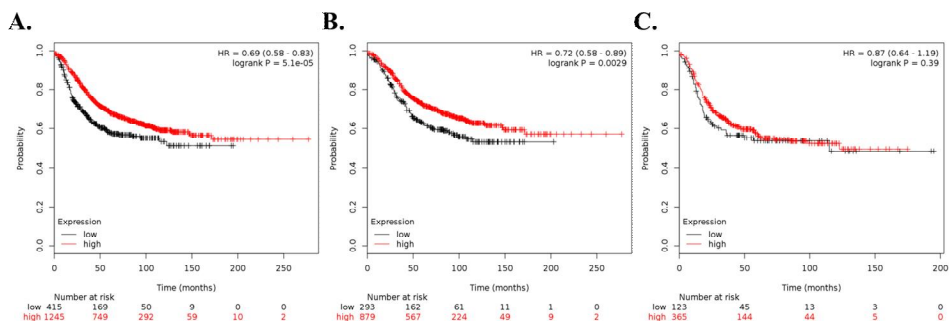 A.
HR = 0.69 (0.58 - 0.83)
logrank P = 5.1e-05
1.0
0.8
0.6
0.4
0.2
0.0
Probability
Expression
low
high
0 50 100 150 200 250
Time (months)
Number at risk
low 415 169 50 9 0 0
high 1245 749 292 59 10 2
B.
HR = 0.72 (0.58 - 0.89)
logrank P = 0.0029
1.0
0.8
0.6
0.4
0.2
0.0
Probability
Expression
low
high
0 50 100 150 200 250
Time (months)
Number at risk
low 293 162 61 11 1 0
high 879 567 224 49 9 2
C.
HR = 0.87 (0.64 - 1.19)
logrank P = 0.39
1.0
0.8
0.6
0.4
0.2
0.0
Probability
Expression
low
high
0 50 100 150 200
Time (months)
Number at risk
low 123 45 13 3 0
high 365 144 44 5 0